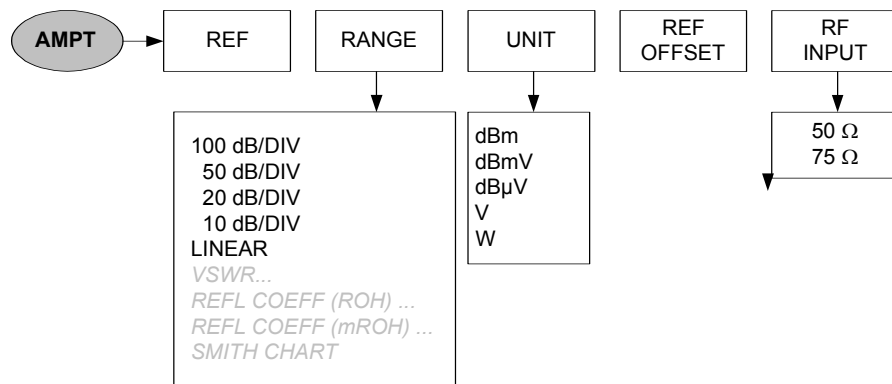 AMPT
REF
RANGE
UNIT
REF
OFFSET
RF
INPUT
100 dB/DIV
50 dB/DIV
20 dB/DIV
10 dB/DIV
LINEAR
VSWR...
REFL COEFF (ROH) ...
REFL COEFF (mROH) ...
SMITH CHART
dBm
dBmV
dBµV
V
W
50 Ω
75 Ω